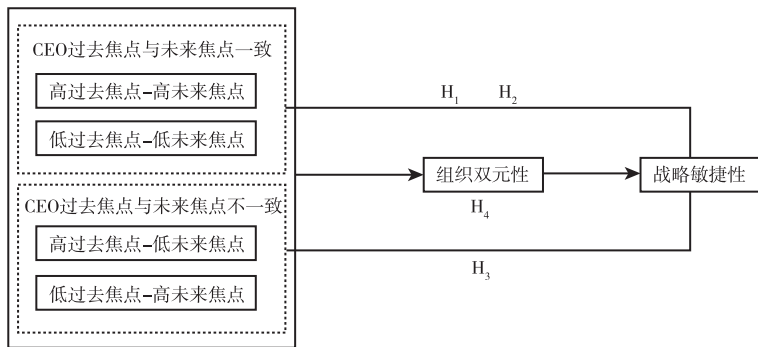 CEO过去焦点与未来焦点一致
高过去焦点-高未来焦点
低过去焦点-低未来焦点
H₁ H₂
组织双元性
战略敏捷性
H₄
CEO过去焦点与未来焦点不一致
高过去焦点-低未来焦点
低过去焦点-高未来焦点
H₃